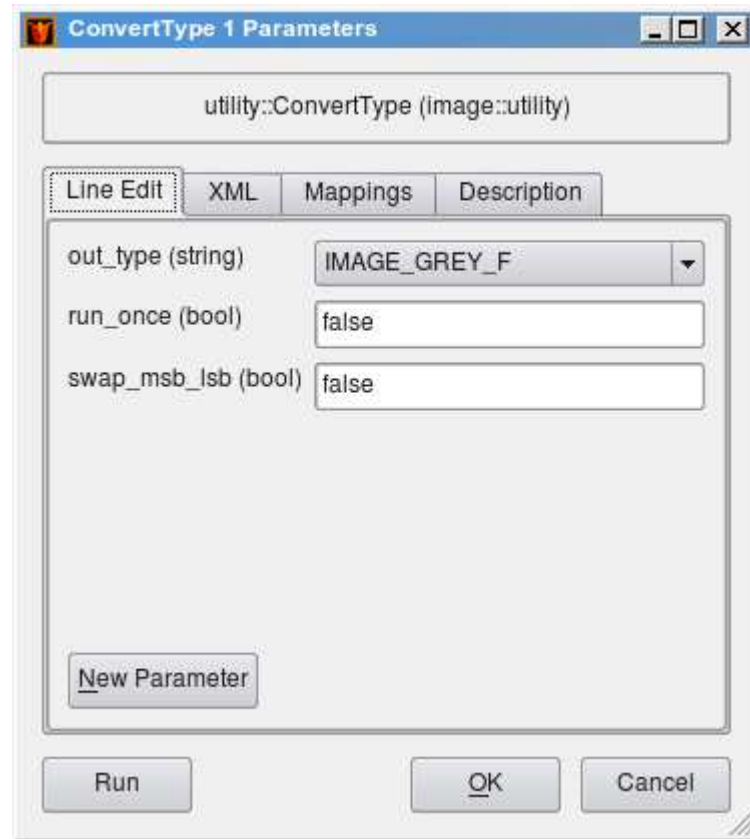 ConvertType 1 Parameters
utility::ConvertType (image::utility)
Line Edit XML Mappings Description
out_type (string) IMAGE_GREY_F
run_once (bool) false
swap_msb_lsb (bool) false
New Parameter
Run OK Cancel